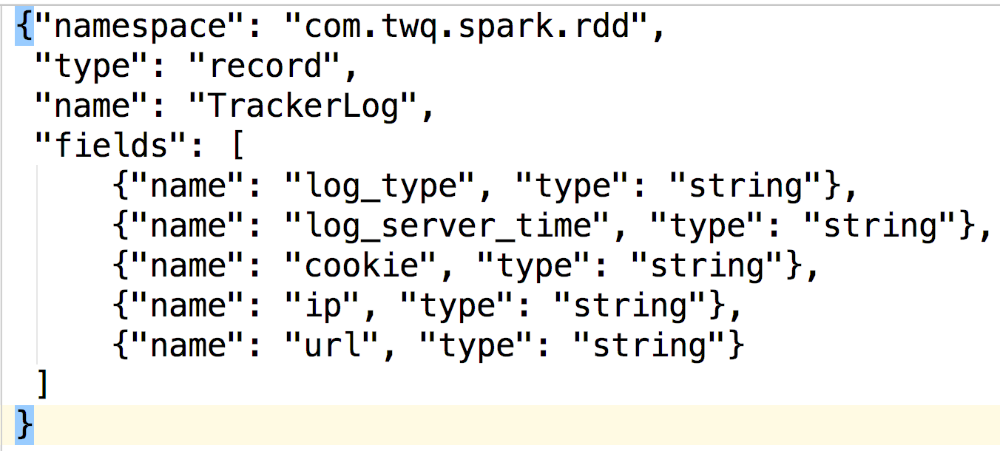 {"namespace": "com.twq.spark.rdd",
 "type": "record",
 "name": "TrackerLog",
 "fields": [
     {"name": "log_type", "type": "string"},
     {"name": "log_server_time", "type": "string"},
     {"name": "cookie", "type": "string"},
     {"name": "ip", "type": "string"},
     {"name": "url", "type": "string"}
 ]
}